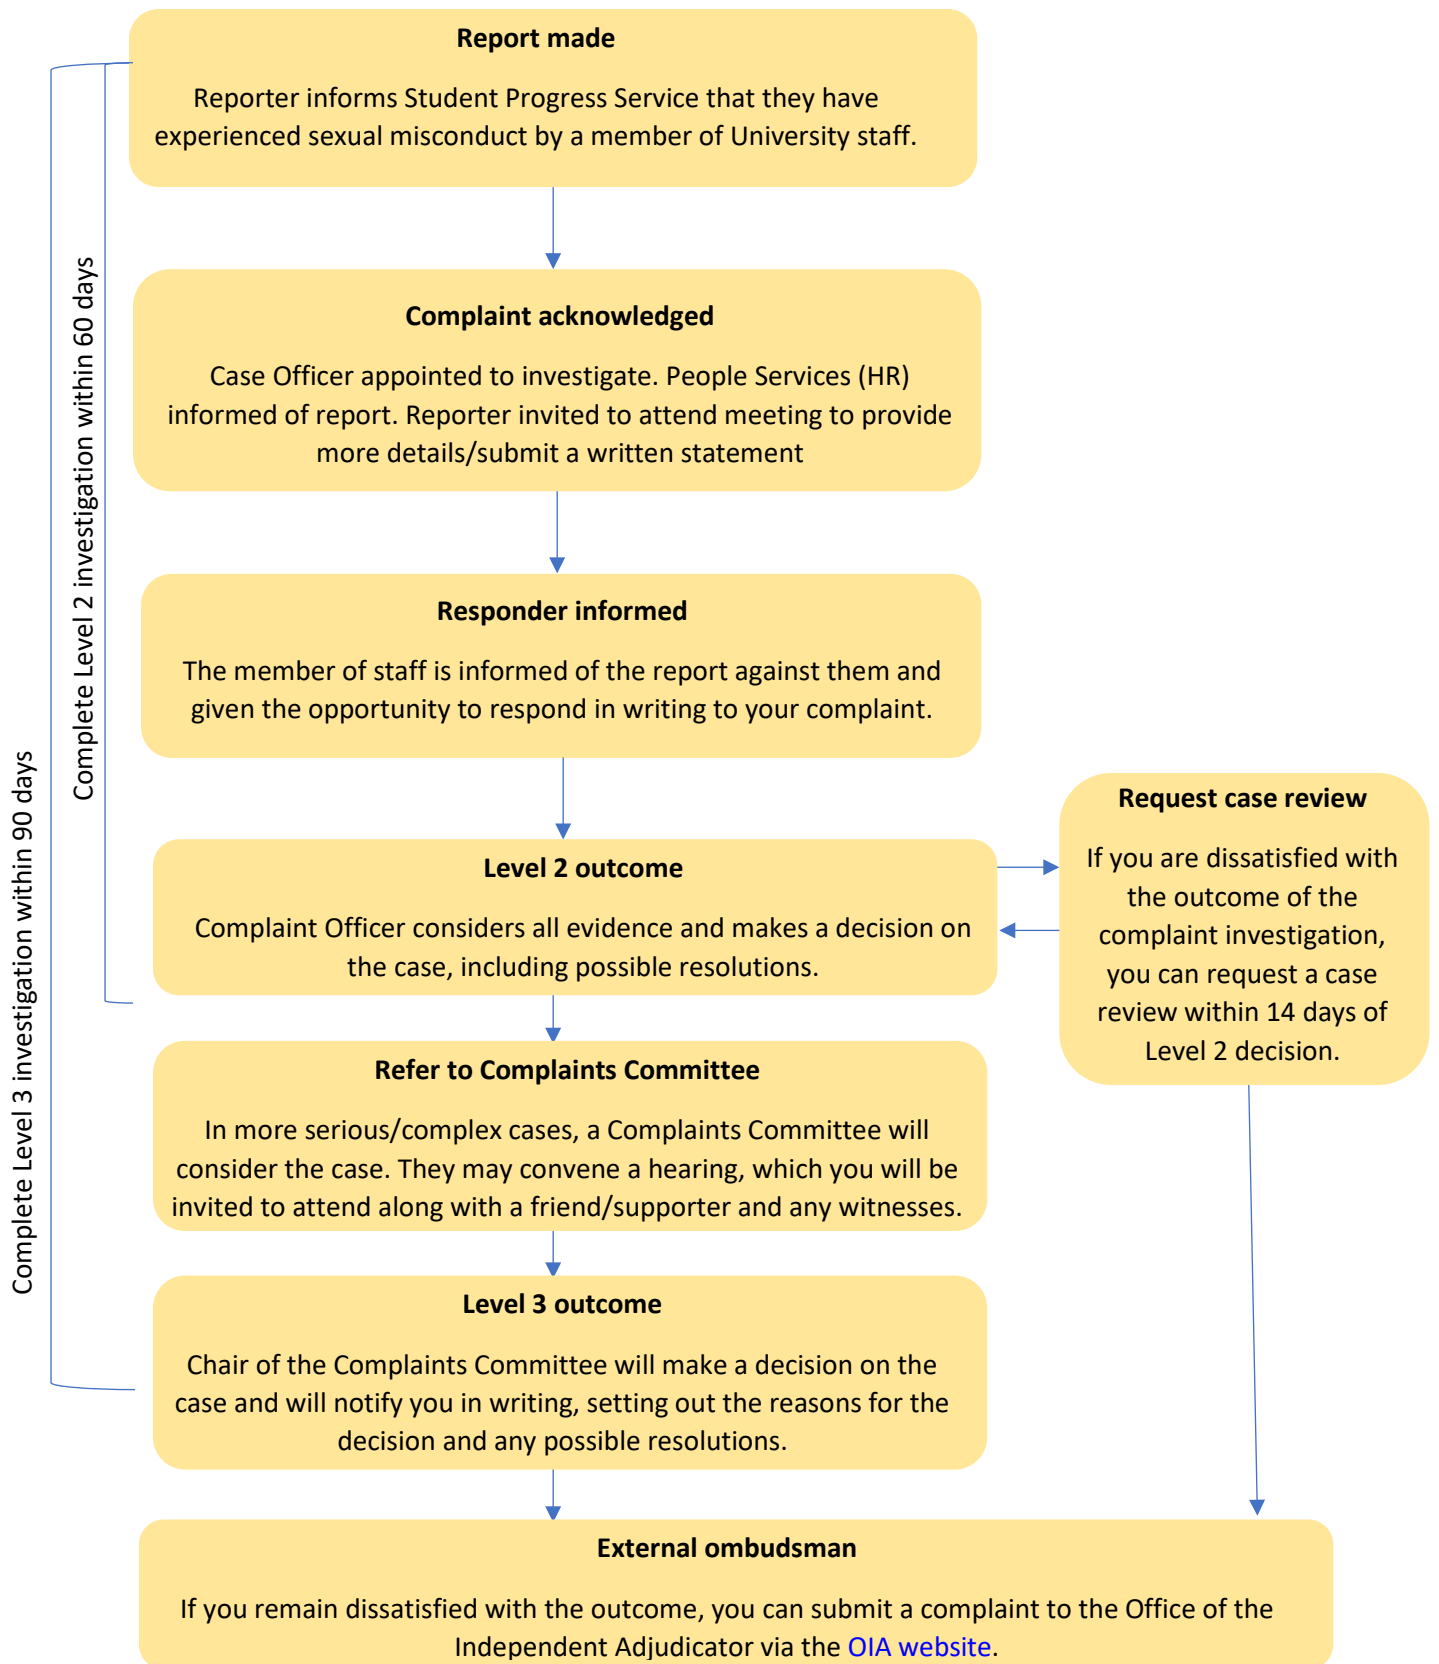 Report made
Reporter informs Student Progress Service that they have
experienced sexual misconduct by a member of University staff.
Complaint acknowledged
Case Officer appointed to investigate. People Services (HR)
informed of report. Reporter invited to attend meeting to provide
more details/submit a written statement
Responder informed
The member of staff is informed of the report against them and
given the opportunity to respond in writing to your complaint.
Level 2 outcome
Complaint Officer considers all evidence and makes a decision on
the case, including possible resolutions.
Request case review
If you are dissatisfied with
the outcome of the
complaint investigation,
you can request a case
review within 14 days of
Level 2 decision.
Refer to Complaints Committee
In more serious/complex cases, a Complaints Committee will
consider the case. They may convene a hearing, which you will be
invited to attend along with a friend/supporter and any witnesses.
Level 3 outcome
Chair of the Complaints Committee will make a decision on the
case and will notify you in writing, setting out the reasons for the
decision and any possible resolutions.
External ombudsman
If you remain dissatisfied with the outcome, you can submit a complaint to the Office of the
Independent Adjudicator via the OIA website.
Complete Level 2 investigation within 60 days
Complete Level 3 investigation within 90 days